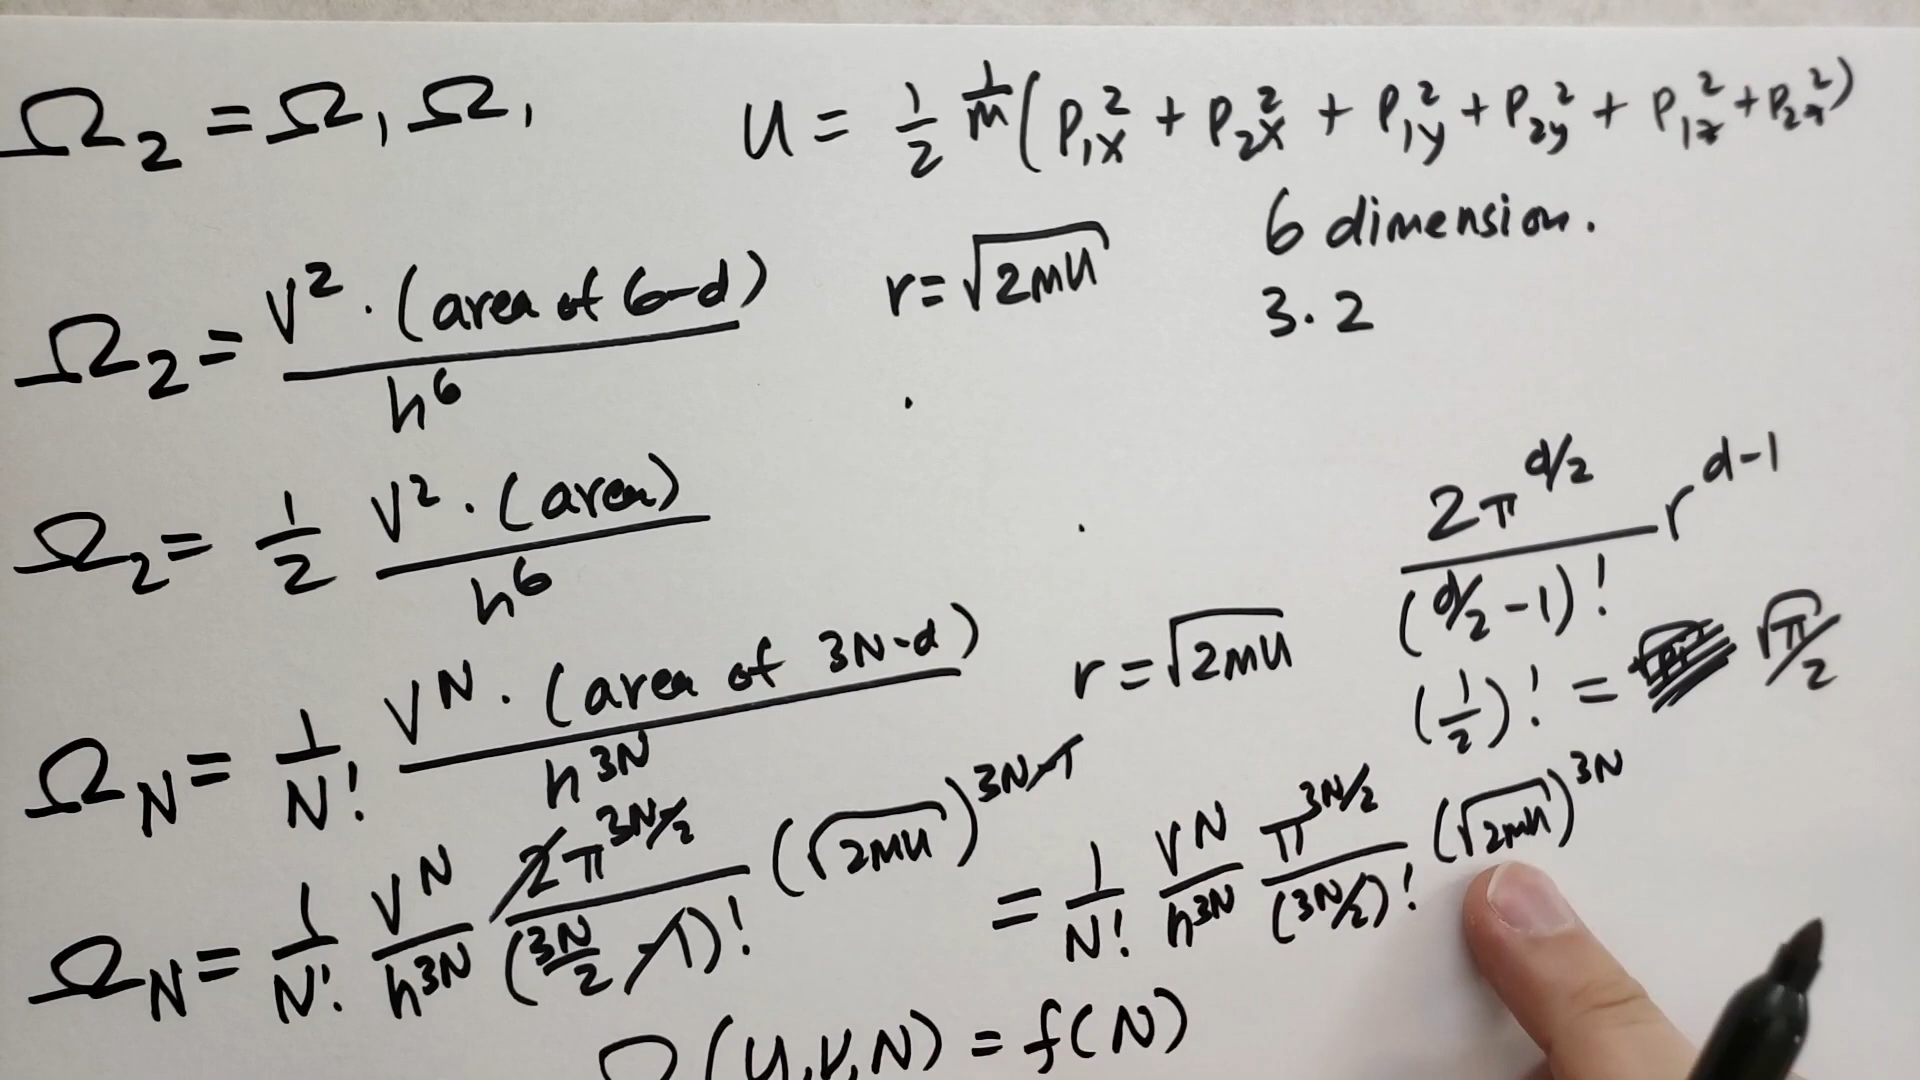 Ω₂ = Ω₁ Ω₁
U = 1/2 1/m (P₁ₓ² + P₂ₓ² + P₁y² + P₂y² + P₁z² + P₂z²)
6 dimension.
3·2
Ω₂ = V² · (area of 6-d) / h⁶
r = √(2mU)
Ω₂ = 1/2 V² · (area) / h⁶
2π^(d/2) / (d/2 - 1)! r^(d-1)
(1/2)! = √π/2
Ω_N = 1/N! V^N · (area of 3N-d) / h^(3N)
r = √(2mU)
Ω_N = 1/N! V^N/h^(3N) 2π^(3N/2) / (3N/2 - 1)! (√(2mU))^(3N-1) = 1/N! V^N/h^(3N) π^(3N/2) / (3N/2)! (√(2mU))^(3N)
Ω(U,V,N) = f(N)